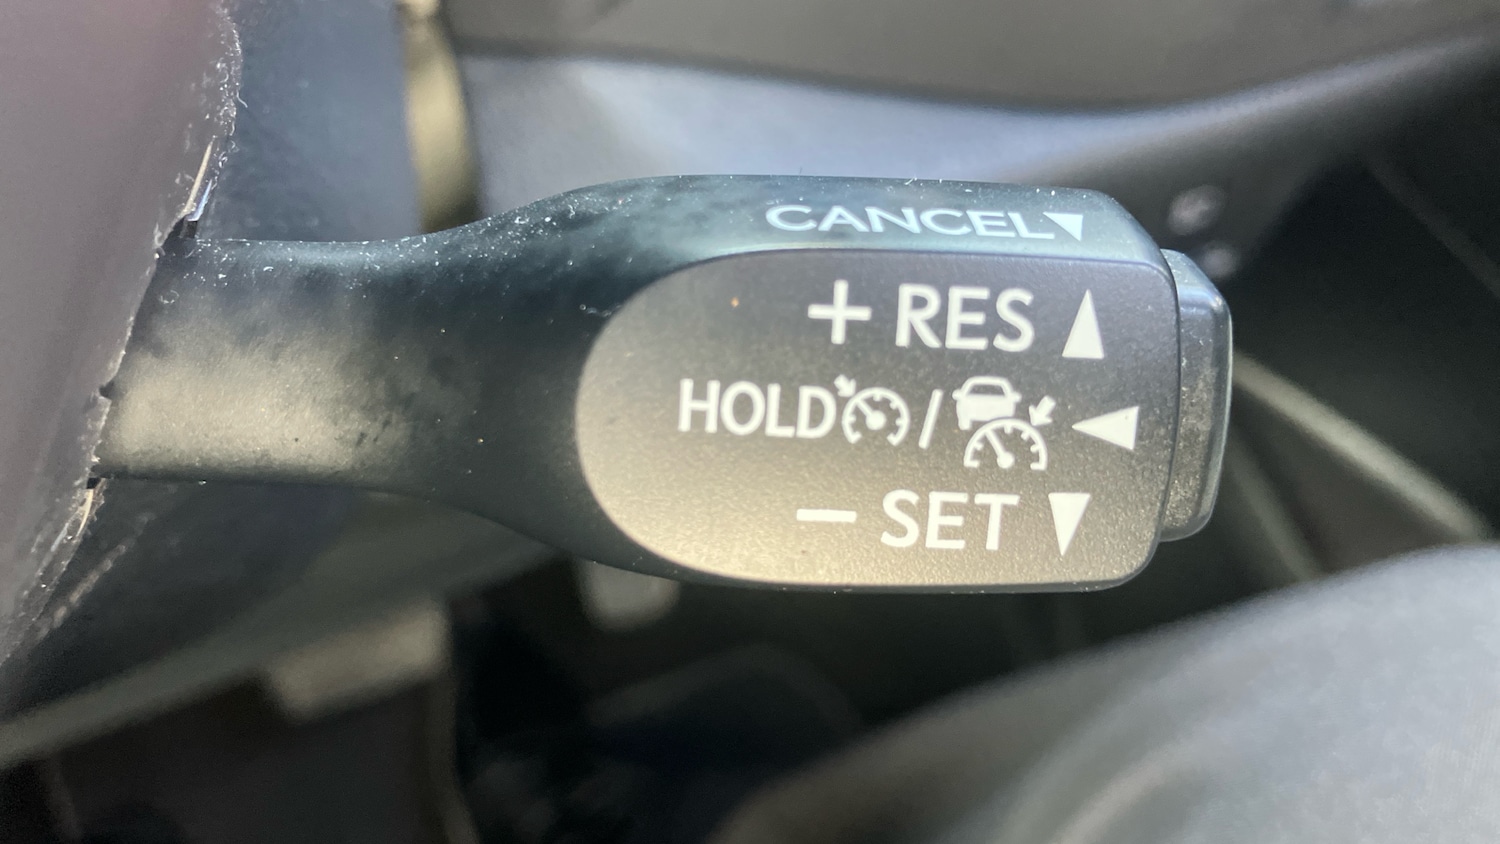 CANCEL
+ RES
HOLD /
− SET